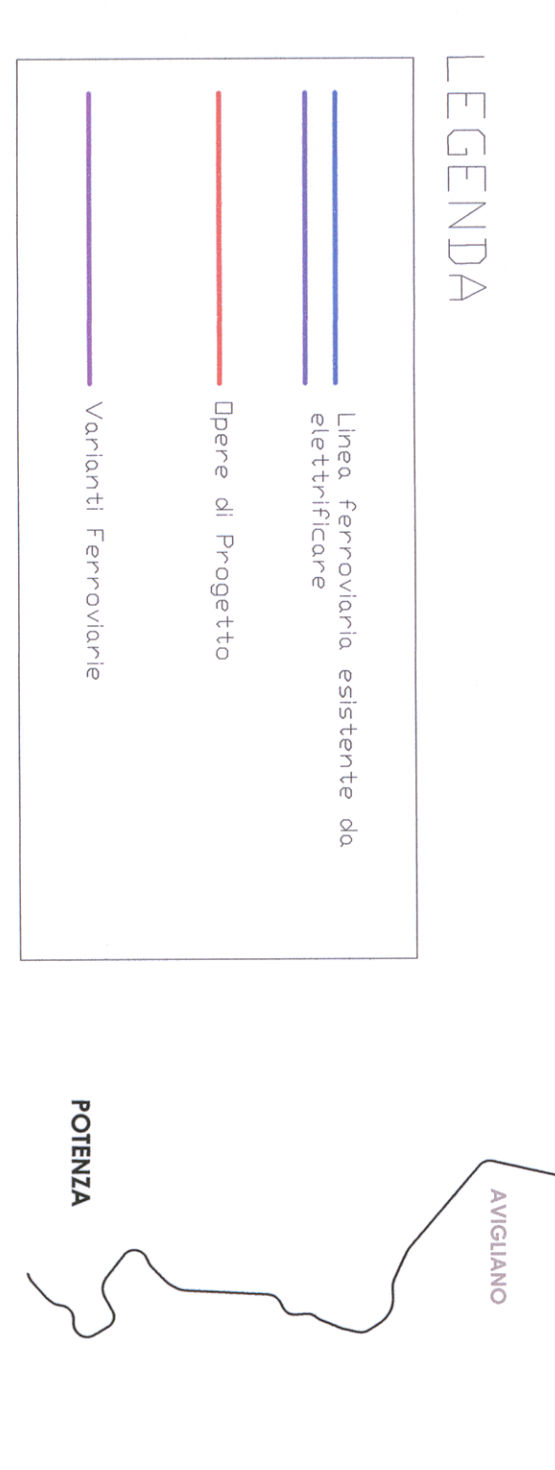 LEGENDA
Linea ferroviaria esistente da
elettrificare
Opere di Progetto
Varianti Ferroviarie
AVIGLIANO
POTENZA